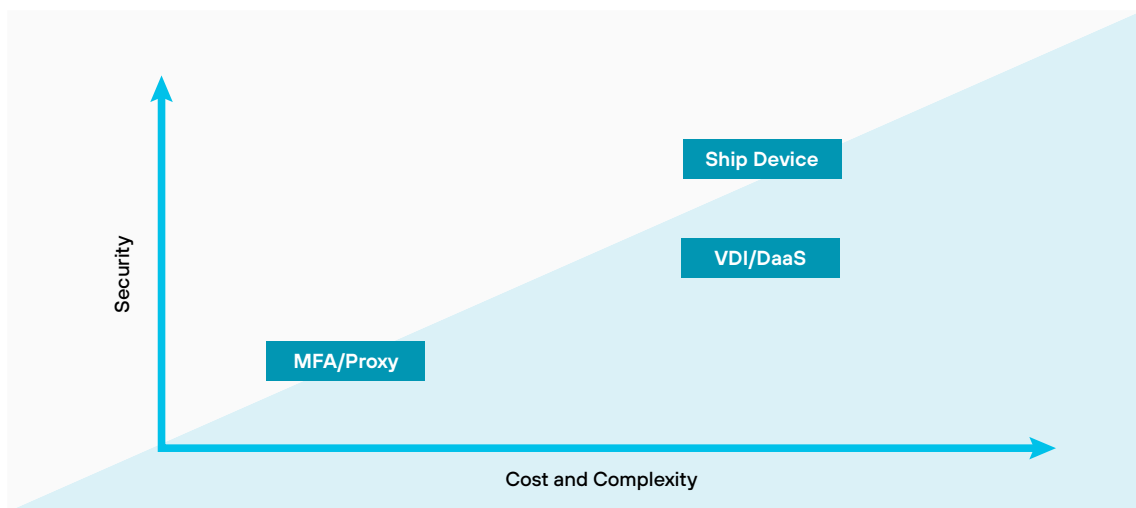 Ship Device
Security
VDI/DaaS
MFA/Proxy
Cost and Complexity